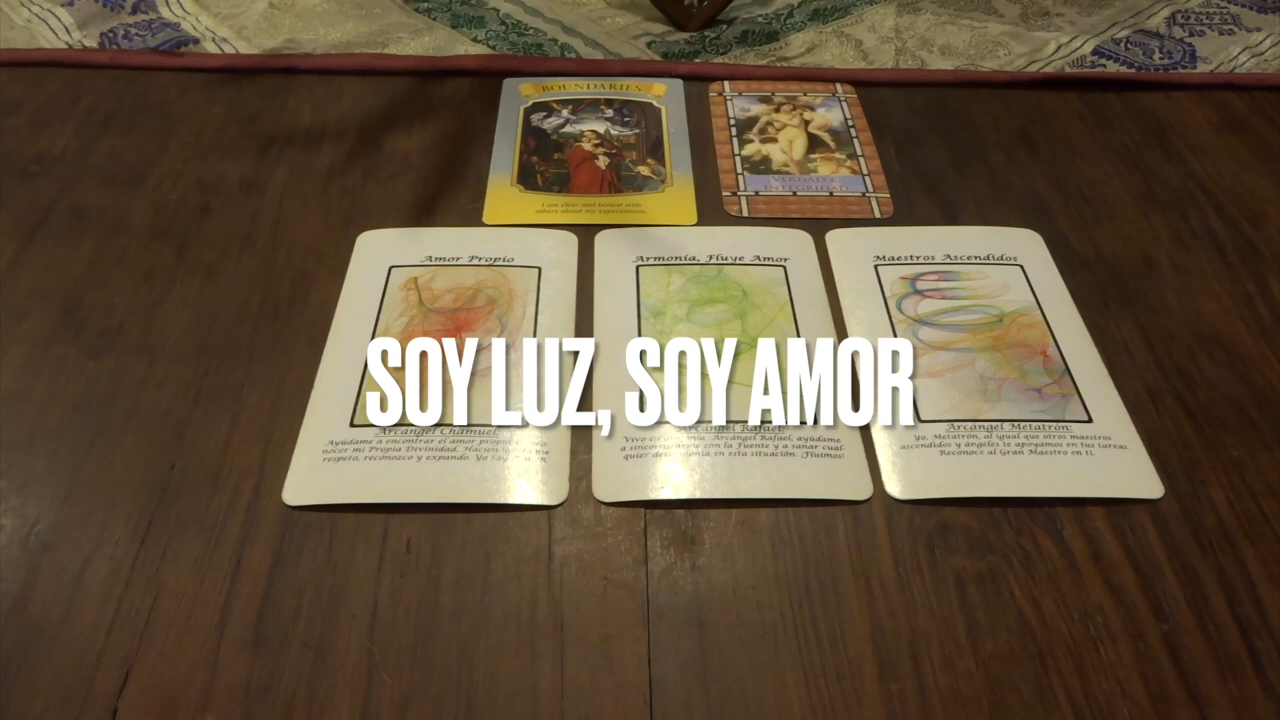 BOUNDARIES
I am clear and honest with
others about my expectations.
VERDAD E
INTEGRIDAD
Amor Propio
Arcángel Chamuel:
Ayúdame a encontrar el amor propio
nocer mi Propia Divinidad. me
respeto, reconozco y expando. Yo Soy
Armonía, Fluye Amor
Arcángel Rafael:
Vivo en Arcángel Rafael, ayúdame
a sincronizarme con la Fuente y a sanar cual-
quier en esta situación. ¡Fluimos!
Maestros Ascendidos
Arcángel Metatrón:
Yo, Metatrón, al igual que otros maestros
ascendidos y ángeles te apoyamos en tus tareas.
Reconoce al Gran Maestro en ti.
SOY LUZ, SOY AMOR